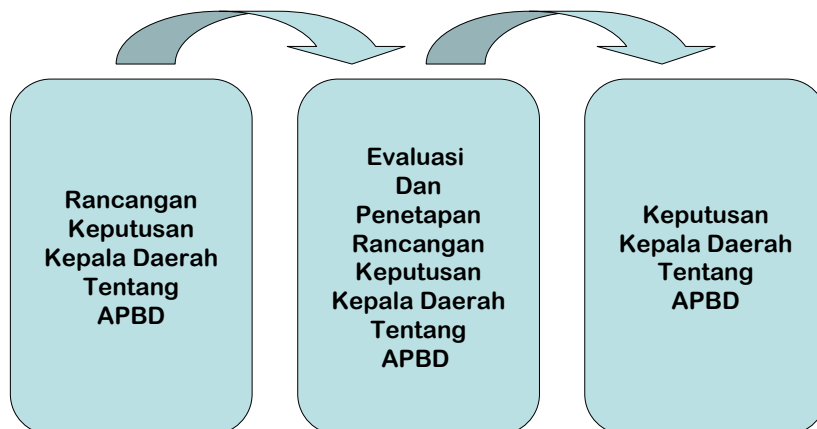 Rancangan
Keputusan
Kepala Daerah
Tentang
APBD
Evaluasi
Dan
Penetapan
Rancangan
Keputusan
Kepala Daerah
Tentang
APBD
Keputusan
Kepala Daerah
Tentang
APBD